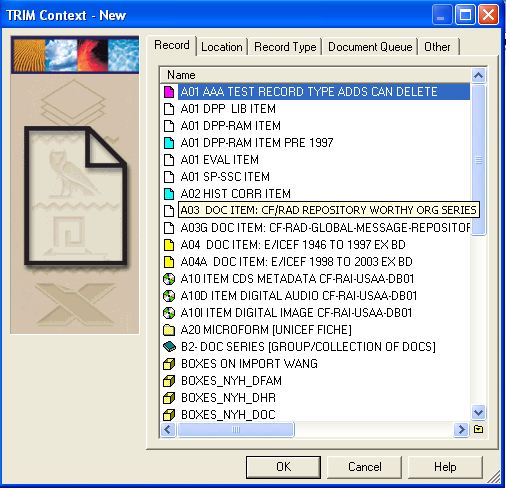 TRIM Context - New
Record
Location
Record Type
Document Queue
Other
Name
A01 AAA TEST RECORD TYPE ADDS CAN DELETE
A01 DPP  LIB ITEM
A01 DPP-RAM ITEM
A01 DPP-RAM ITEM PRE 1997
A01 EVAL ITEM
A01 SP-SSC ITEM
A02 HIST CORR ITEM
A03  DOC ITEM: CF/RAD REPOSITORY WORTHY ORG SERIES
A03G DOC ITEM: CF-RAD-GLOBAL-MESSAGE-REPOSITOR
A04  DOC ITEM: E/ICEF 1946 TO 1997 EX BD
A04A  DOC ITEM: E/ICEF 1998 TO 2003 EX BD
A10 ITEM CDS METADATA CF-RAI-USAA-DB01
A10D ITEM DIGITAL AUDIO CF-RAI-USAA-DB01
A10I ITEM DIGITAL IMAGE CF-RAI-USAA-DB01
A20 MICROFORM [UNICEF FICHE]
B2- DOC SERIES [GROUP/COLLECTION OF DOCS]
BOXES ON IMPORT WANG
BOXES_NYH_DFAM
BOXES_NYH_DHR
BOXES_NYH_DOC
OK
Cancel
Help